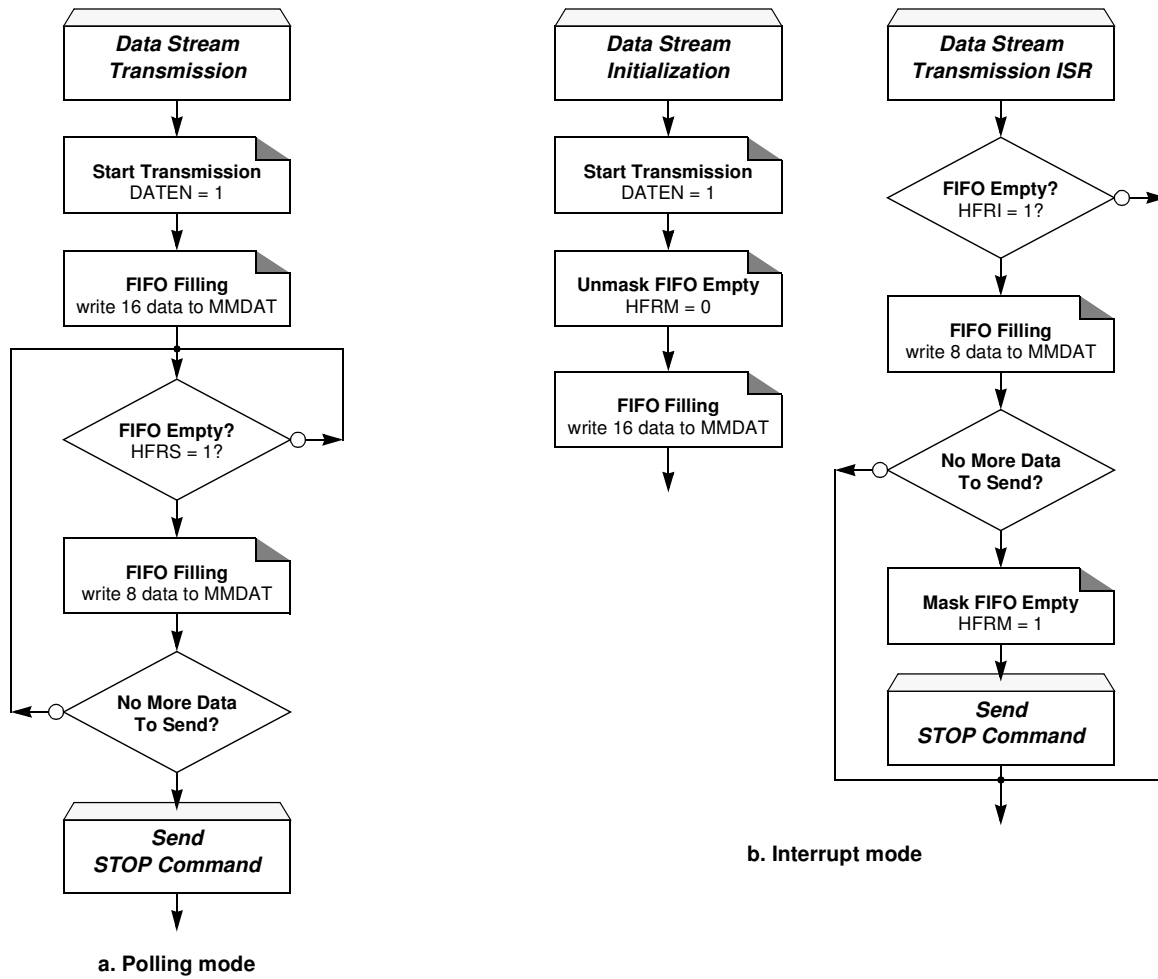 Data Stream
Transmission
Start Transmission
DATEN = 1
FIFO Filling
write 16 data to MMDAT
FIFO Empty?
HFRS = 1?
FIFO Filling
write 8 data to MMDAT
No More Data
To Send?
Send
STOP Command
a. Polling mode
Data Stream
Initialization
Start Transmission
DATEN = 1
Unmask FIFO Empty
HFRM = 0
FIFO Filling
write 16 data to MMDAT
Data Stream
Transmission ISR
FIFO Empty?
HFRI = 1?
FIFO Filling
write 8 data to MMDAT
No More Data
To Send?
Mask FIFO Empty
HFRM = 1
Send
STOP Command
b. Interrupt mode